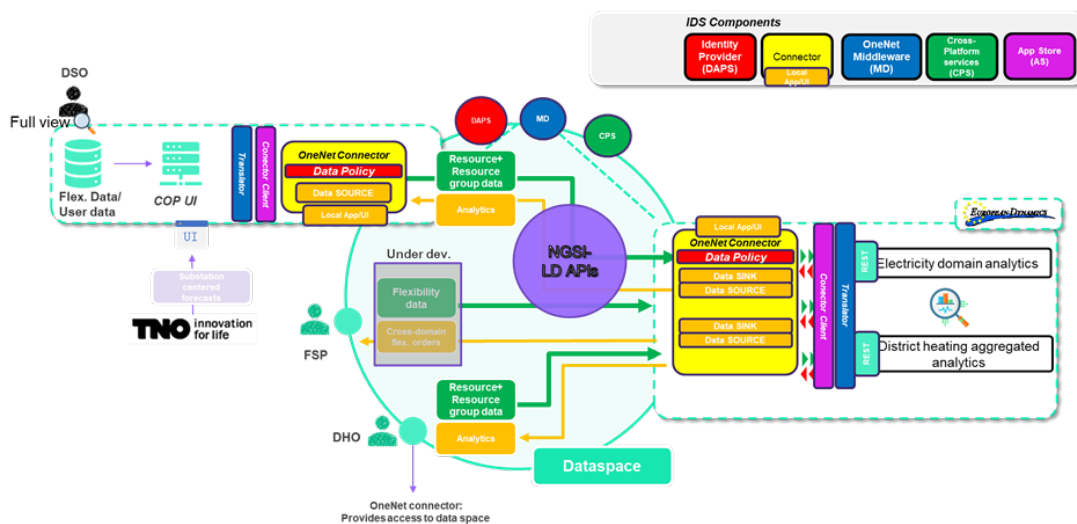 IDS Components
Identity
Provider
(DAPS)
Connector
Local App/UI
OneNet
Middleware
(MD)
Cross-
Platform
services
(CPS)
App Store
(AS)
DSO
Full view
Flex. Data/
User data
COP UI
Translator
Conector Client
OneNet Connector
Data Policy
Data SOURCE
Local App/UI
DAPS
MD
CPS
Resource+
Resource
group data
Analytics
NGSI-
LD APIs
UI
Substation
centered
forecasts
TNO innovation
for life
Under dev.
Flexibility
data
Cross-domain
flex. orders
FSP
Resource+
Resource
group data
Analytics
DHO
Dataspace
OneNet connector:
Provides access to data space
EUROPEAN DYNAMICS
Local App/UI
OneNet Connector
Data Policy
Data SINK
Data SOURCE
Data SINK
Data SOURCE
Conector Client
Translator
REST
Electricity domain analytics
REST
District heating aggregated
analytics